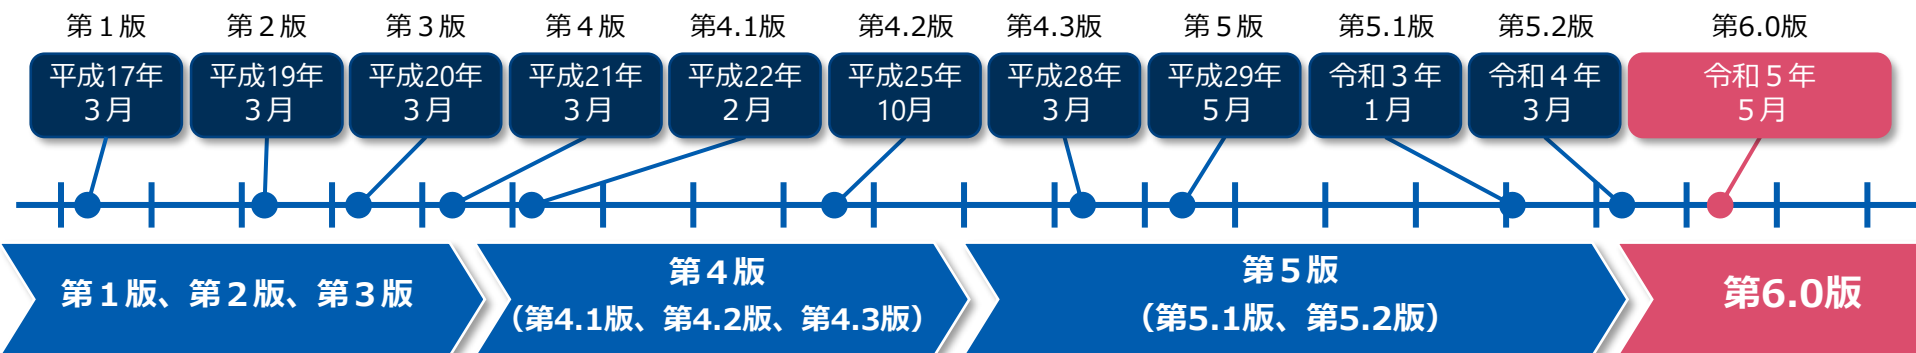 第１版 第２版 第３版 第４版 第4.1版 第4.2版 第4.3版 第５版 第5.1版 第5.2版 第6.0版
平成17年 平成19年 平成20年 平成21年 平成22年 平成25年 平成28年 平成29年 令和３年 令和４年 令和５年
３月 ３月 ３月 ３月 ２月 10月 ３月 ５月 １月 ３月 ５月
第１版、第２版、第３版
第４版
（第4.1版、第4.2版、第4.3版）
第５版
（第5.1版、第5.2版）
第6.0版